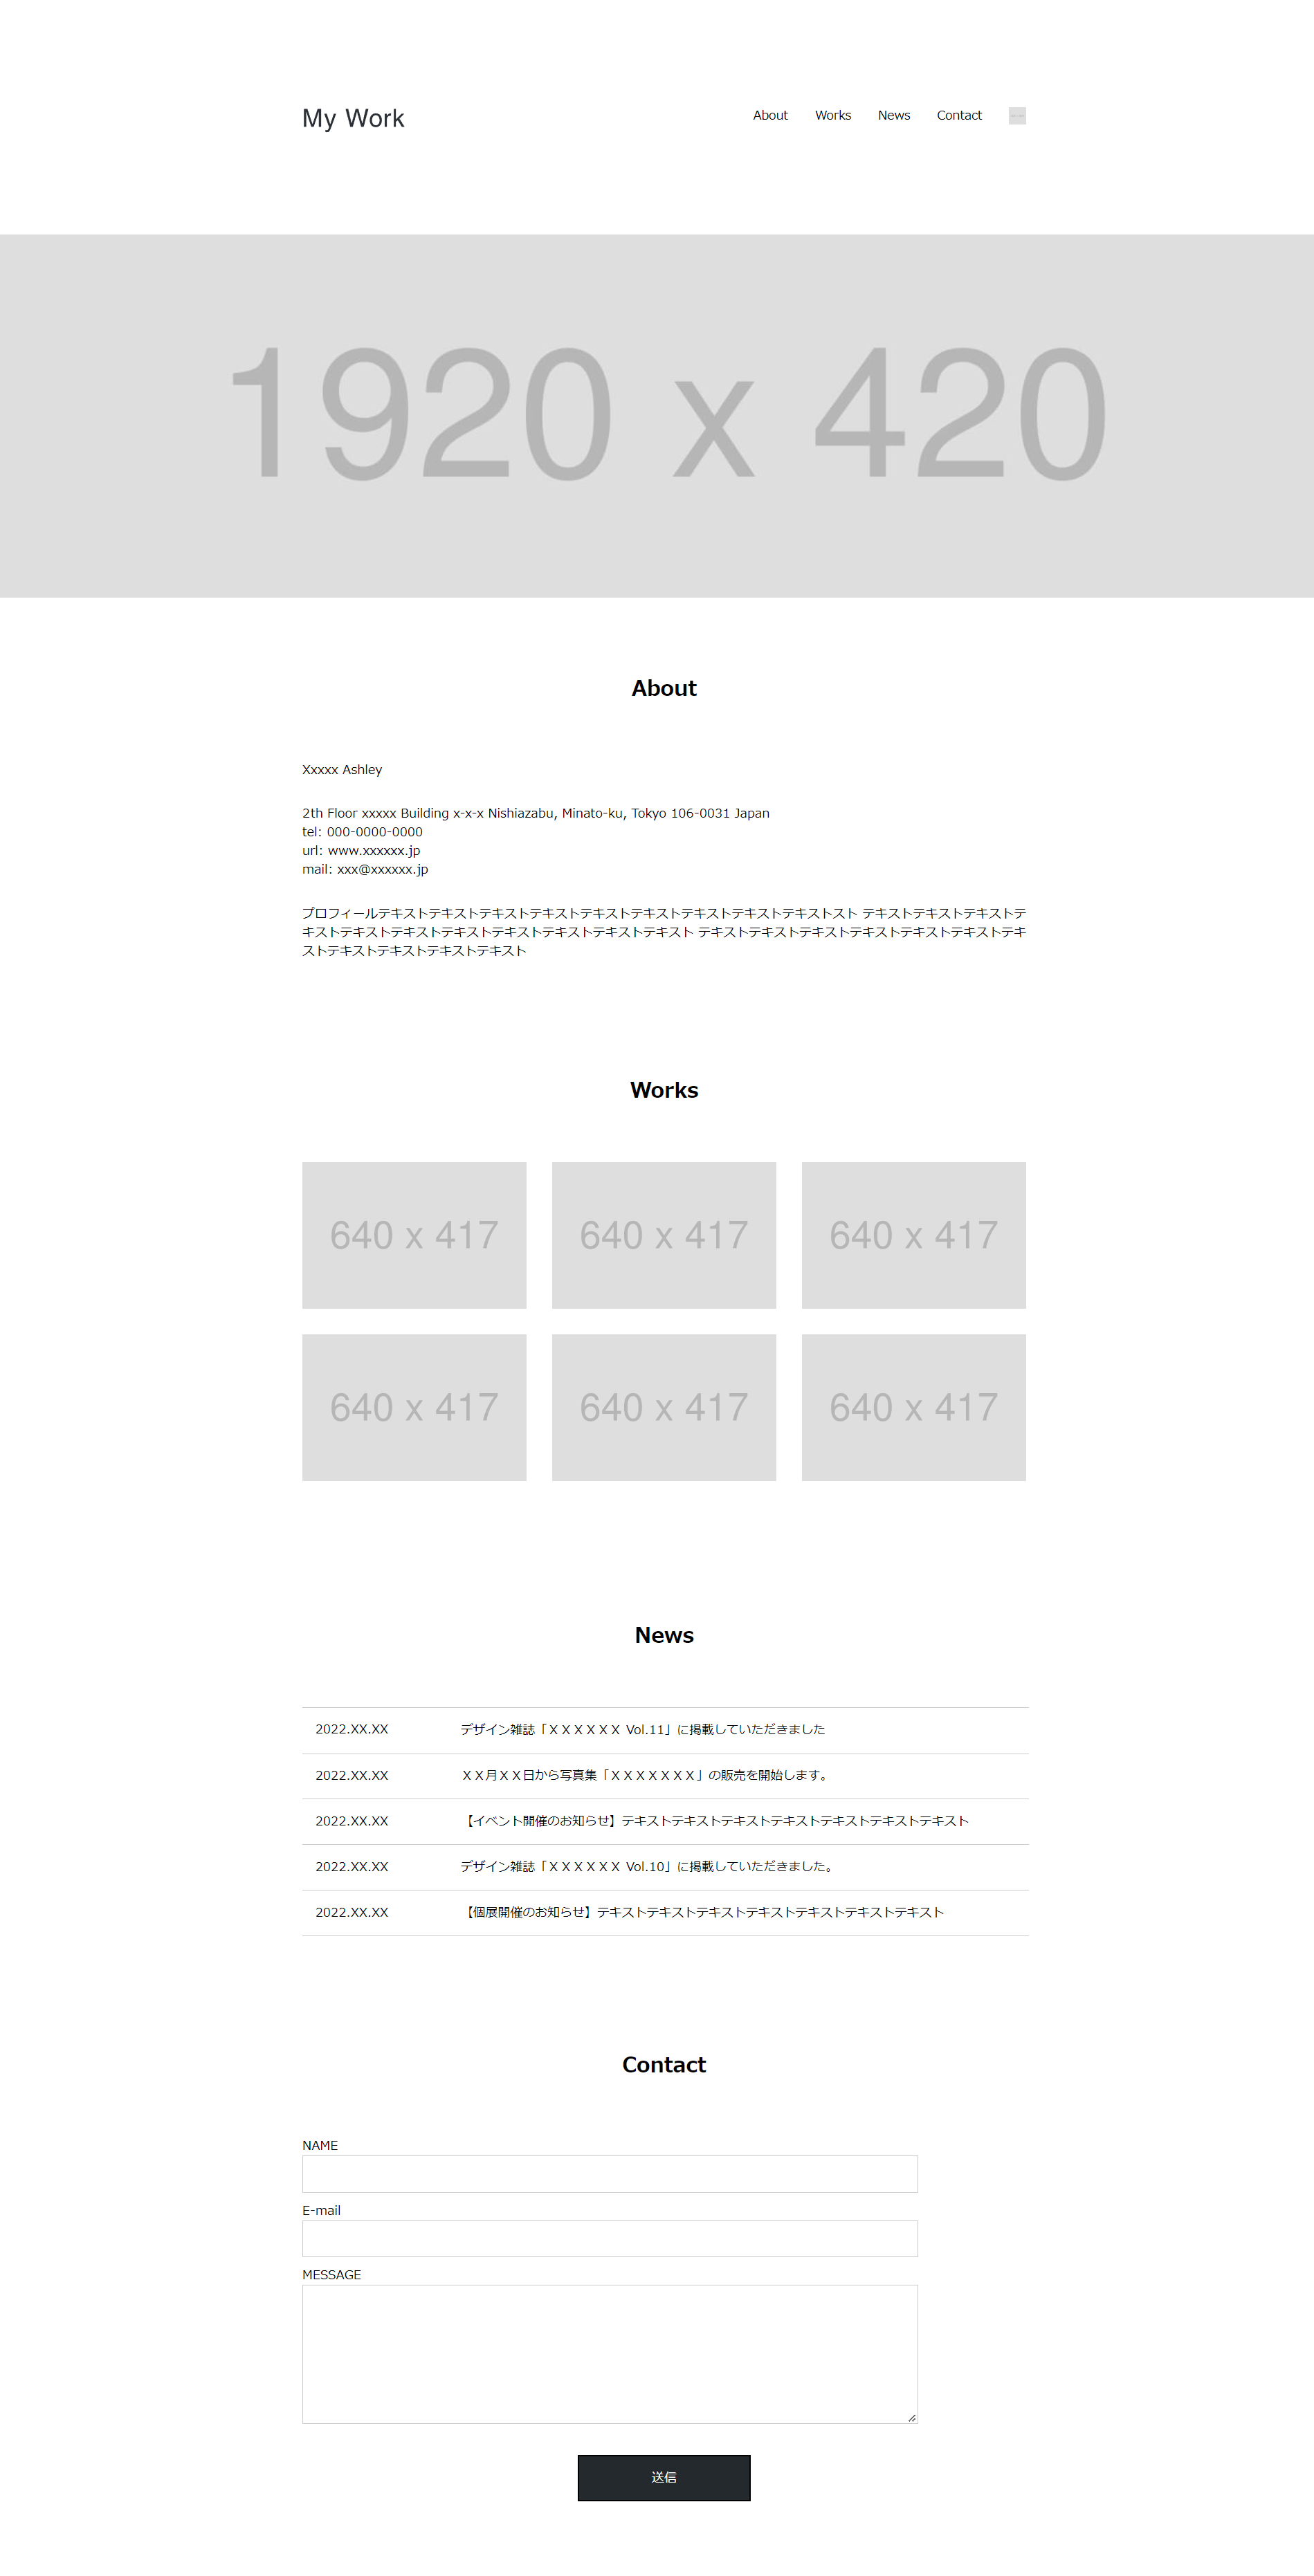 My Work
About Works News Contact
1920 x 420
About
Xxxxx Ashley
2th Floor xxxxx Building x-x-x Nishiazabu, Minato-ku, Tokyo 106-0031 Japan
tel: 000-0000-0000
url: www.xxxxxx.jp
mail: xxx@xxxxxx.jp
プロフィールテキストテキストテキストテキストテキストテキストテキストテキストテキストスト テキストテキストテキストテ
キストテキストテキストテキストテキストテキストテキストテキスト テキストテキストテキストテキストテキストテキストテキ
ストテキストテキストテキストテキスト
Works
640 x 417 640 x 417 640 x 417
640 x 417 640 x 417 640 x 417
News
2022.XX.XX デザイン雑誌「ＸＸＸＸＸＸ Vol.11」に掲載していただきました
2022.XX.XX ＸＸ月ＸＸ日から写真集「ＸＸＸＸＸＸＸ」の販売を開始します。
2022.XX.XX 【イベント開催のお知らせ】テキストテキストテキストテキストテキストテキストテキスト
2022.XX.XX デザイン雑誌「ＸＸＸＸＸＸ Vol.10」に掲載していただきました。
2022.XX.XX 【個展開催のお知らせ】テキストテキストテキストテキストテキストテキストテキスト
Contact
NAME
E-mail
MESSAGE
送信